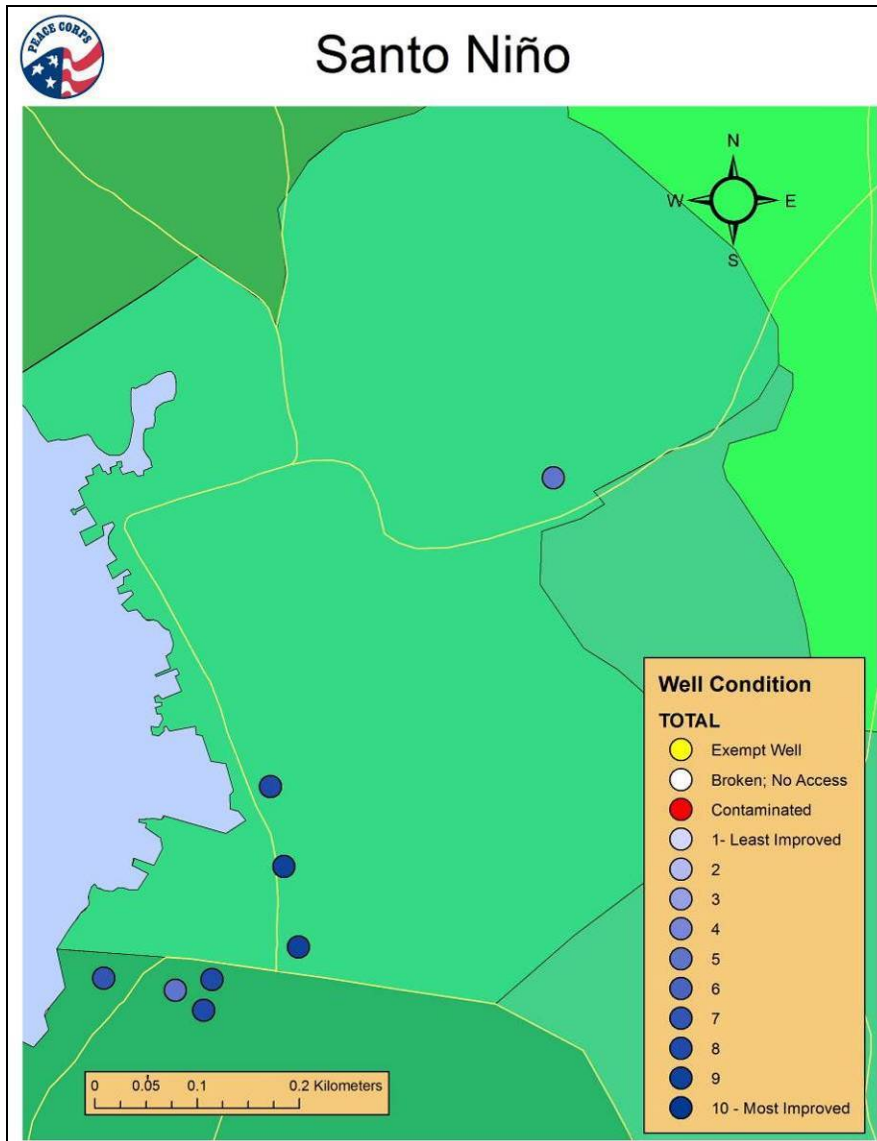 PEACE CORPS
Santo Niño
N
W E
S
Well Condition
TOTAL
Exempt Well
Broken; No Access
Contaminated
1- Least Improved
2
3
4
5
6
7
8
9
10 - Most Improved
0 0.05 0.1 0.2 Kilometers